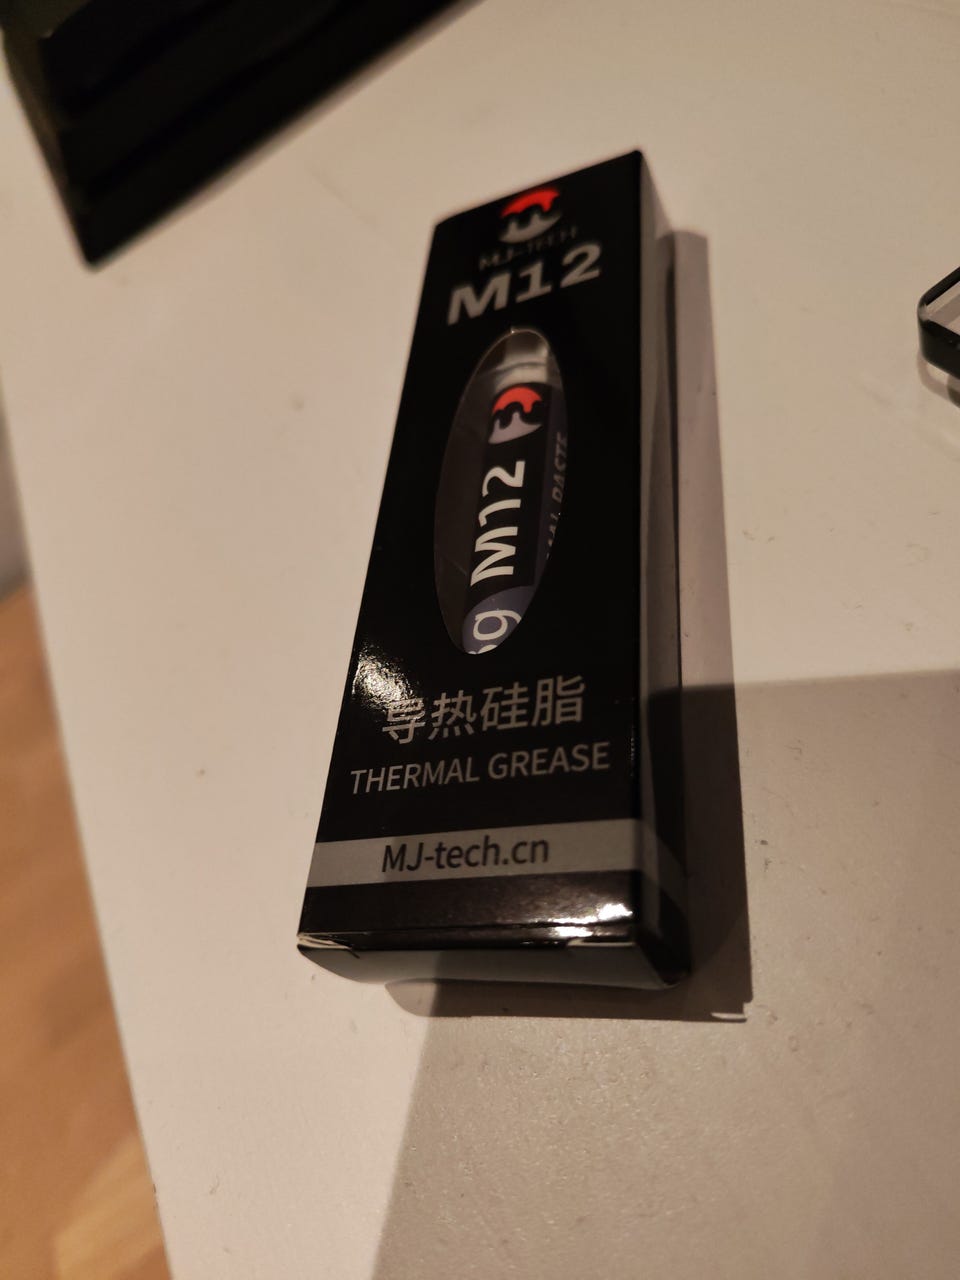 MJ-TECH
M12
M12
g
导热硅脂
THERMAL GREASE
MJ-tech.cn